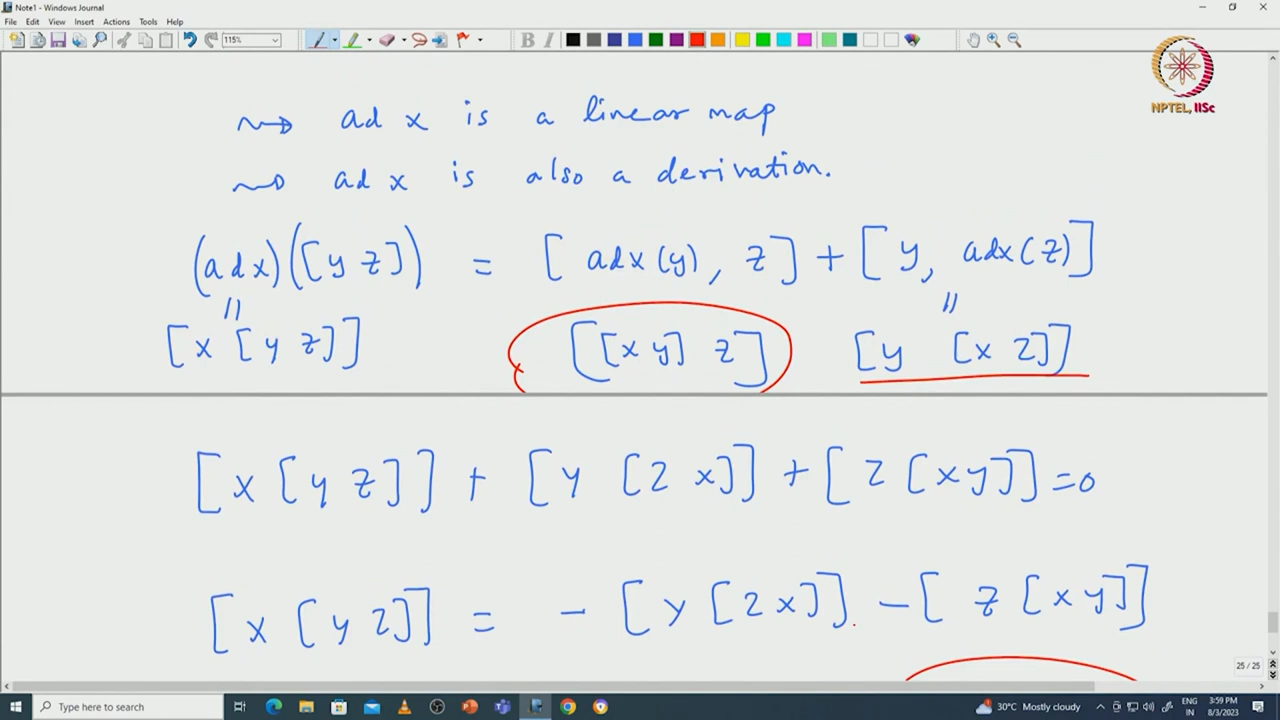 Note1 - Windows Journal
File Edit View Insert Actions Tools Help
115%
B I
NPTEL, IISc
⇝ ad x is a linear map
⇝ ad x is also a derivation.
(ad x)([y z]) = [adx(y), z] + [y, adx(z)]
|| ||
[x [y z]] [[x y] z] [y [x z]]
[x [y z]] + [y [z x]] + [z [x y]] = 0
[x [y z]] = - [y [z x]] - [z [x y]]
25 / 25
Type here to search
30°C Mostly cloudy
ENG
IN
3:59 PM
8/3/2023